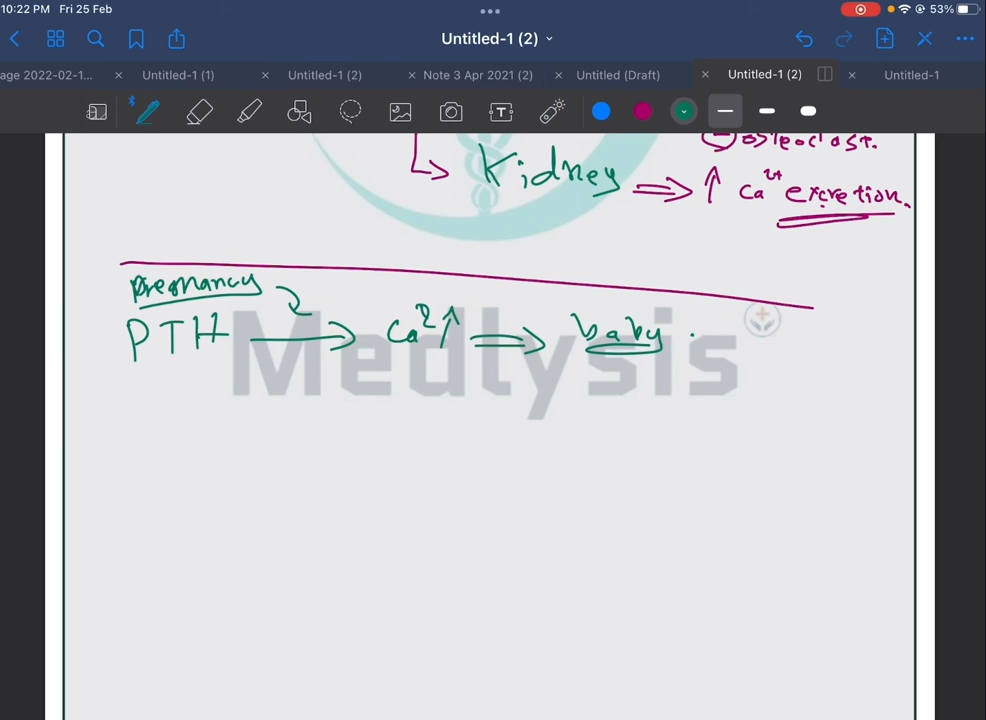 10:22 PM Fri 25 Feb
53%
Untitled-1 (2)
age 2022-02-1...
Untitled-1 (1)
Untitled-1 (2)
Note 3 Apr 2021 (2)
Untitled (Draft)
Untitled-1 (2)
Untitled-1
T
osteoclast.
Kidney ⇒ ↑ Ca²⁺ excretion.
pregnancy
PTH → Ca² ↑ ⇒ baby.
Medlysis